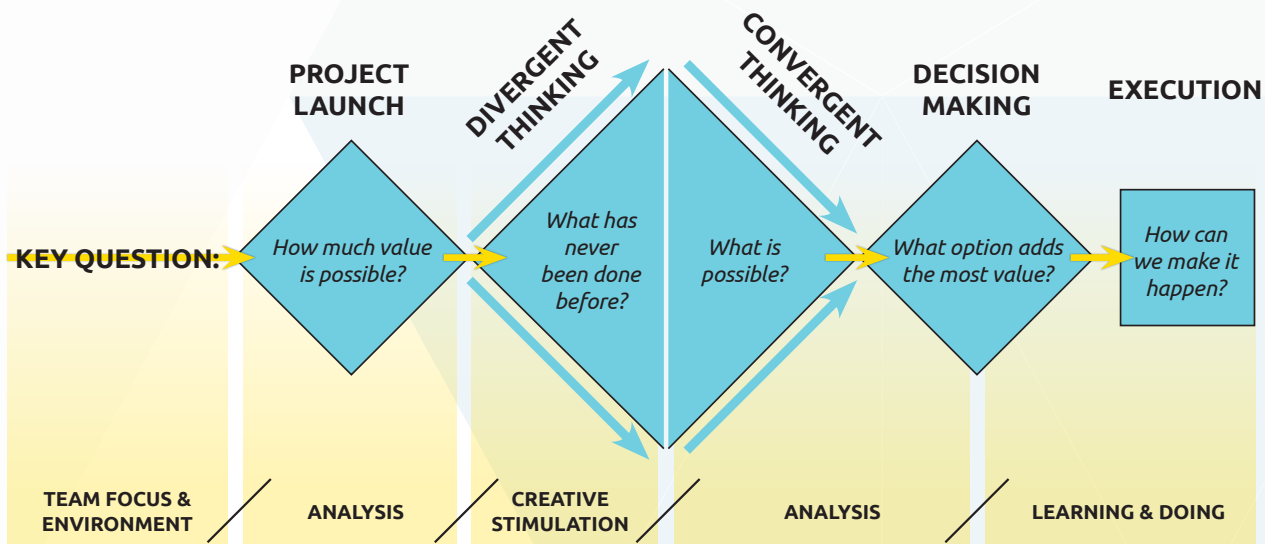 PROJECT
LAUNCH
DIVERGENT
THINKING
CONVERGENT
THINKING
DECISION
MAKING
EXECUTION
KEY QUESTION:
How much value
is possible?
What has
never
been done
before?
What is
possible?
What option adds
the most value?
How can
we make it
happen?
TEAM FOCUS &
ENVIRONMENT
ANALYSIS
CREATIVE
STIMULATION
ANALYSIS
LEARNING & DOING